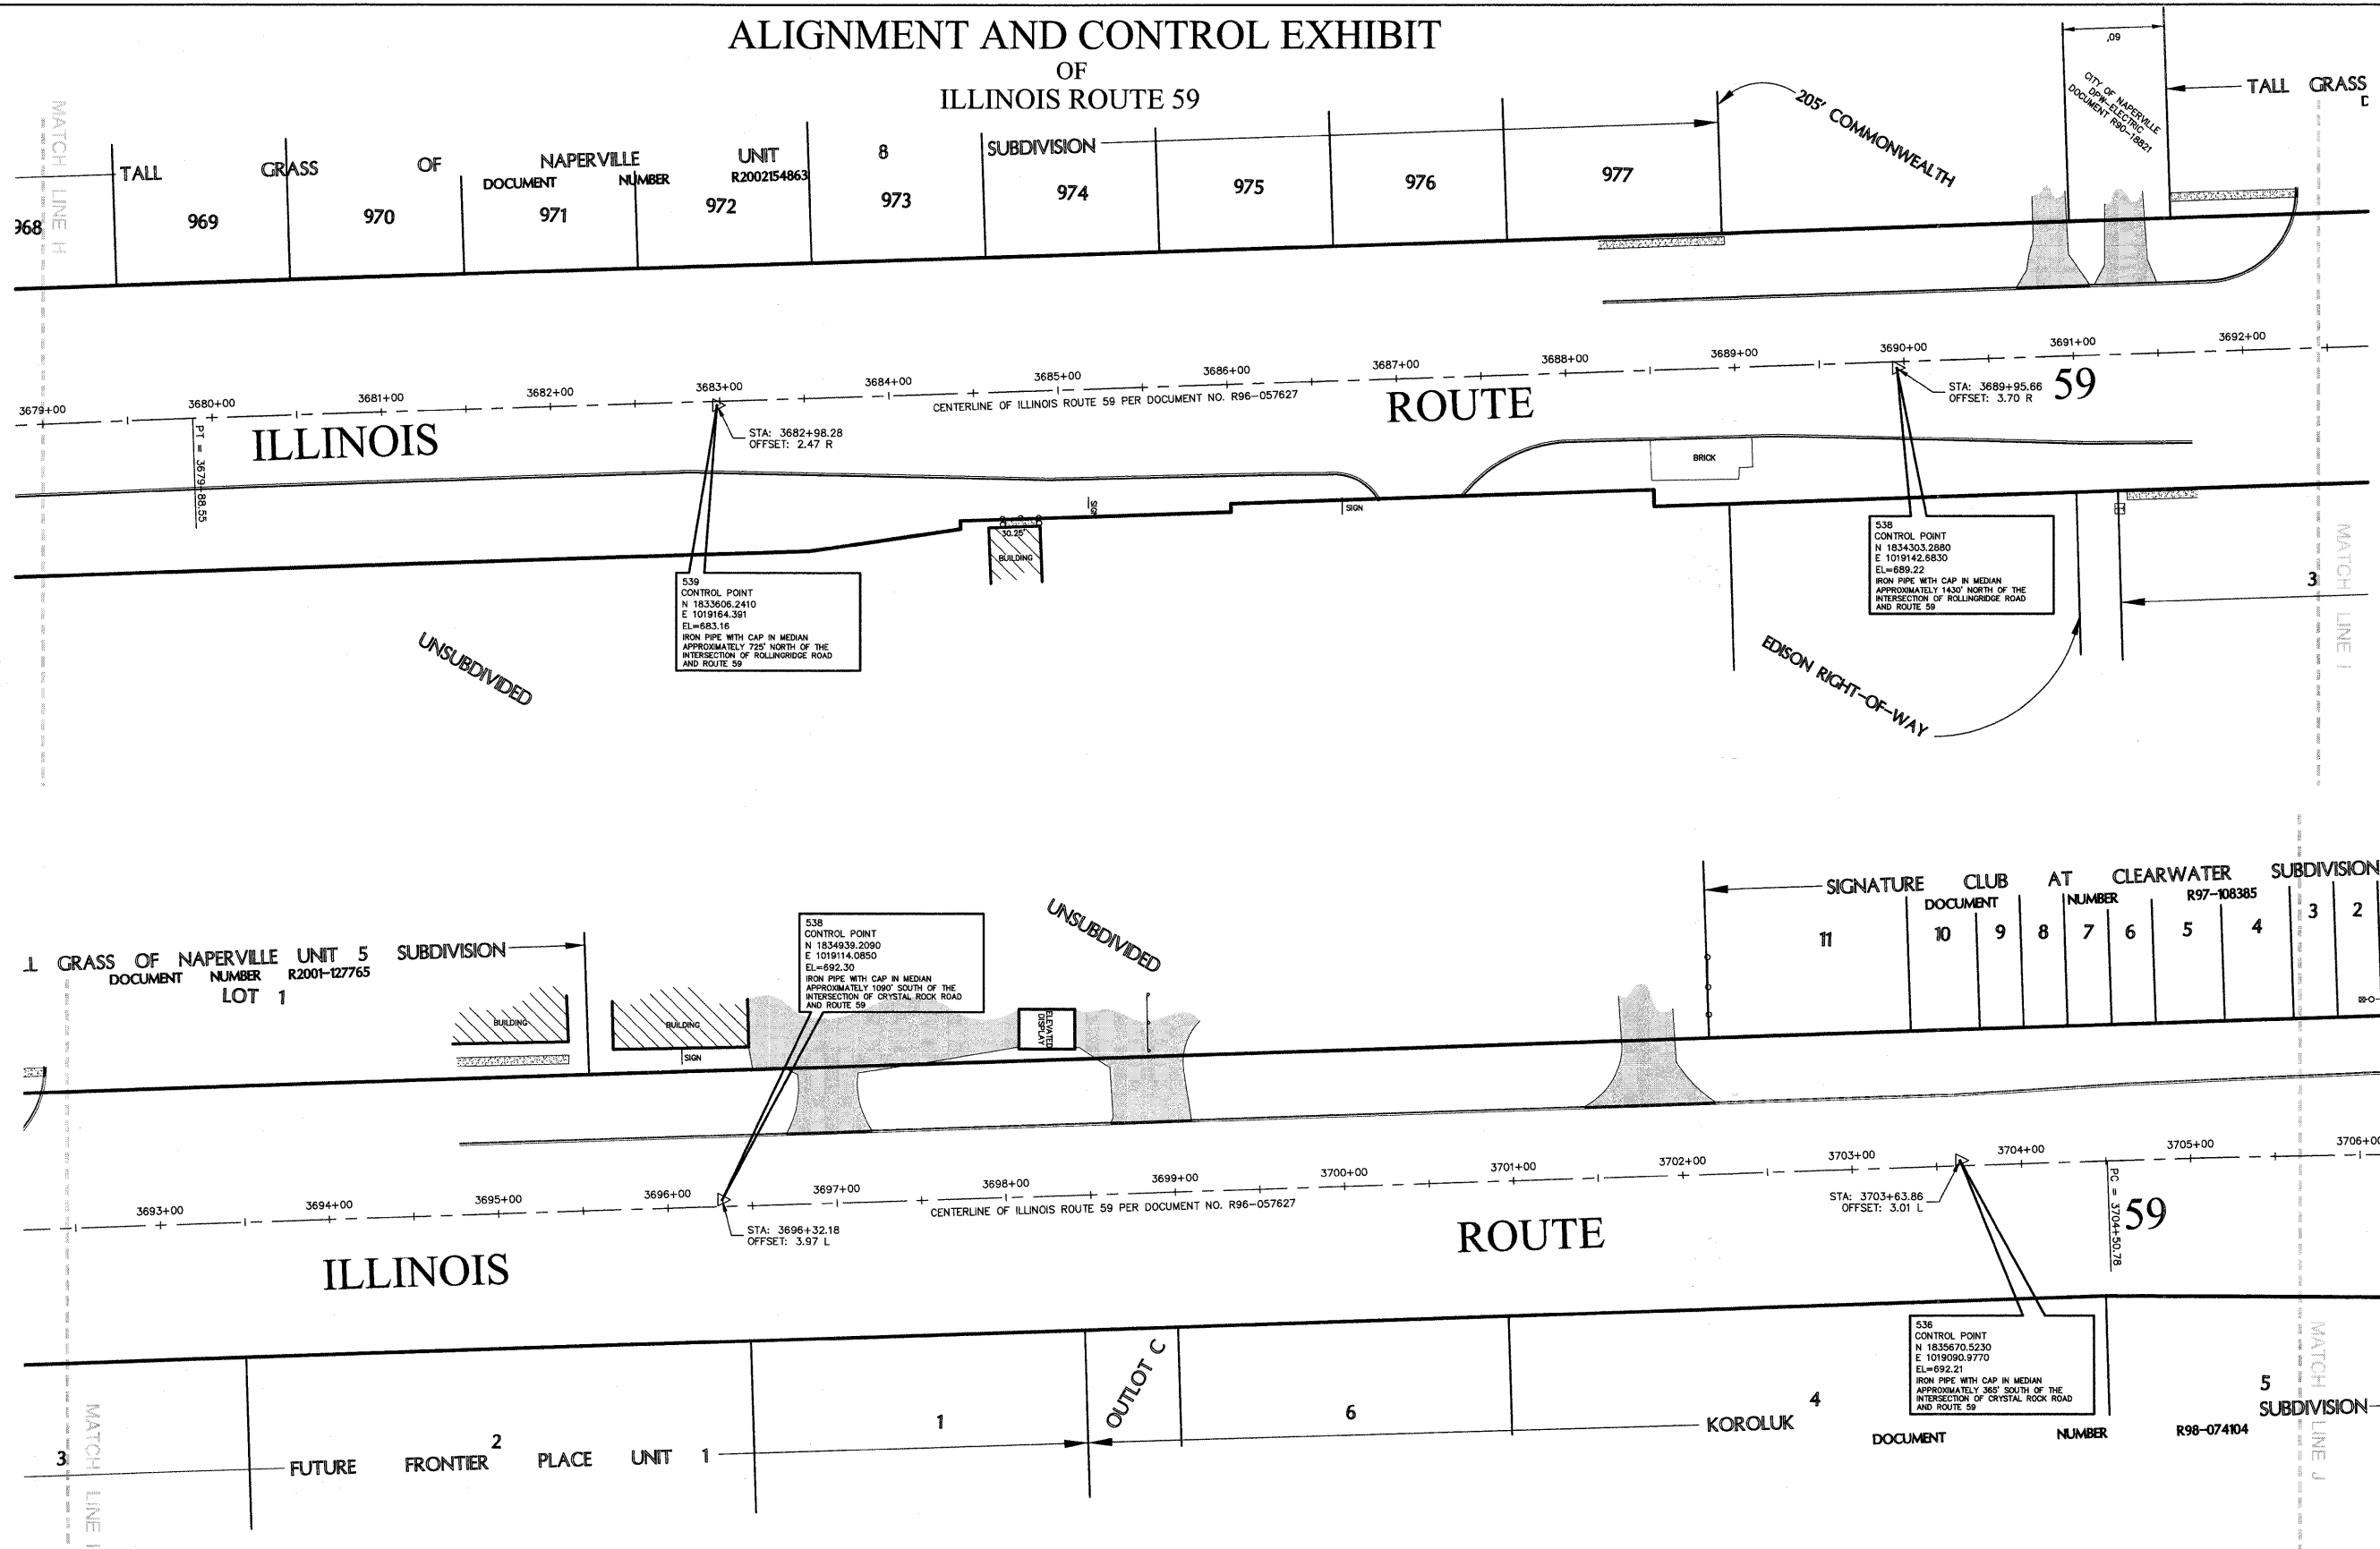 ALIGNMENT AND CONTROL EXHIBIT
OF
ILLINOIS ROUTE 59
MATCH LINE H
TALL GRASS OF NAPERVILLE UNIT 8 SUBDIVISION
DOCUMENT NUMBER R2002154863
968
969
970
971
972
973
974
975
976
977
205' COMMONWEALTH
60'
CITY OF NAPERVILLE
DPW-ELECTRIC
DOCUMENT R90-18821
TALL GRASS
3679+00
3680+00
3681+00
3682+00
3683+00
3684+00
3685+00
3686+00
3687+00
3688+00
3689+00
3690+00
3691+00
3692+00
PT = 3679+88.55
ILLINOIS ROUTE 59
CENTERLINE OF ILLINOIS ROUTE 59 PER DOCUMENT NO. R96-057627
STA: 3682+98.28
OFFSET: 2.47 R
STA: 3689+95.66
OFFSET: 3.70 R
BRICK
SIGN
SIGN
30.25'
BUILDING
539
CONTROL POINT
N 1833606.2410
E 1019164.391
EL=683.16
IRON PIPE WITH CAP IN MEDIAN
APPROXIMATELY 725' NORTH OF THE
INTERSECTION OF ROLLINGRIDGE ROAD
AND ROUTE 59
538
CONTROL POINT
N 1834303.2880
E 1019142.6830
EL=689.22
IRON PIPE WITH CAP IN MEDIAN
APPROXIMATELY 1430' NORTH OF THE
INTERSECTION OF ROLLINGRIDGE ROAD
AND ROUTE 59
UNSUBDIVIDED
EDISON RIGHT-OF-WAY
3
MATCH LINE I
GRASS OF NAPERVILLE UNIT 5 SUBDIVISION
DOCUMENT NUMBER R2001-127765
LOT 1
BUILDING
BUILDING
SIGN
538
CONTROL POINT
N 1834939.2090
E 1019114.0850
EL=692.30
IRON PIPE WITH CAP IN MEDIAN
APPROXIMATELY 1090' SOUTH OF THE
INTERSECTION OF CRYSTAL ROCK ROAD
AND ROUTE 59
UNSUBDIVIDED
ELEVATED
DISPLAY
SIGNATURE CLUB AT CLEARWATER SUBDIVISION
DOCUMENT NUMBER R97-108385
11
10
9
8
7
6
5
4
3
2
3693+00
3694+00
3695+00
3696+00
3697+00
3698+00
3699+00
3700+00
3701+00
3702+00
3703+00
3704+00
3705+00
3706+00
CENTERLINE OF ILLINOIS ROUTE 59 PER DOCUMENT NO. R96-057627
STA: 3696+32.18
OFFSET: 3.97 L
STA: 3703+63.86
OFFSET: 3.01 L
PC = 3704+50.78
ILLINOIS ROUTE 59
536
CONTROL POINT
N 1835670.5230
E 1019090.9770
EL=692.21
IRON PIPE WITH CAP IN MEDIAN
APPROXIMATELY 365' SOUTH OF THE
INTERSECTION OF CRYSTAL ROCK ROAD
AND ROUTE 59
MATCH LINE
3
2
FUTURE FRONTIER PLACE UNIT 1
1
OUTLOT C
6
4
5
KOROLUK SUBDIVISION
DOCUMENT NUMBER R98-074104
MATCH LINE J